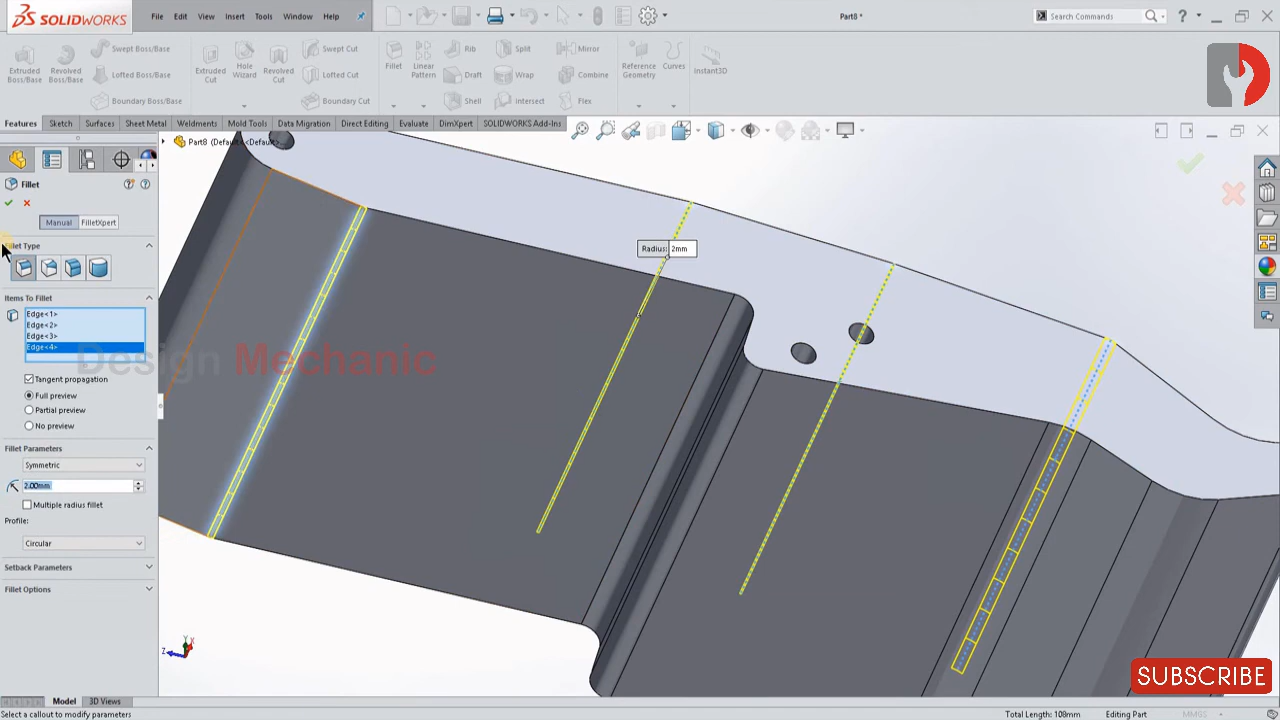 SOLIDWORKS File Edit View Insert Tools Window Help Part8 * Search Commands
Extruded Boss/Base Revolved Boss/Base Swept Boss/Base Lofted Boss/Base Boundary Boss/Base Extruded Cut Hole Wizard Revolved Cut Swept Cut Lofted Cut Boundary Cut Fillet Linear Pattern Rib Draft Shell Split Wrap Intersect Mirror Combine Flex Reference Geometry Curves Instant3D
Features Sketch Surfaces Sheet Metal Weldments Mold Tools Data Migration Direct Editing Evaluate DimXpert SOLIDWORKS Add-Ins
Part8 (Default<<Default>
Fillet
Manual FilletXpert
Fillet Type
Items To Fillet
Edge<1>
Edge<2>
Edge<3>
Edge<4>
Tangent propagation
Full preview
Partial preview
No preview
Fillet Parameters
Symmetric
2.00mm
Multiple radius fillet
Profile:
Circular
Setback Parameters
Fillet Options
Radius: 2mm
Design Mechanic
Y X Z
SUBSCRIBE
Model 3D Views
Select a callout to modify parameters Total Length: 108mm Editing Part MMGS